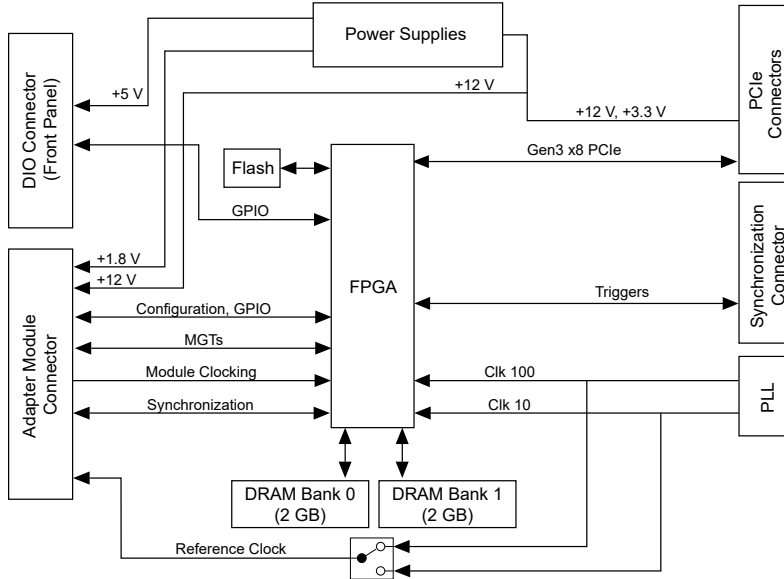 Power Supplies
DIO Connector
(Front Panel)
+5 V
+12 V
+12 V, +3.3 V
PCIe
Connectors
Gen3 x8 PCIe
Flash
GPIO
FPGA
Synchronization
Connector
Triggers
+1.8 V
+12 V
Configuration, GPIO
MGTs
Module Clocking
Synchronization
Adapter Module
Connector
Clk 100
Clk 10
PLL
DRAM Bank 0
(2 GB)
DRAM Bank 1
(2 GB)
Reference Clock